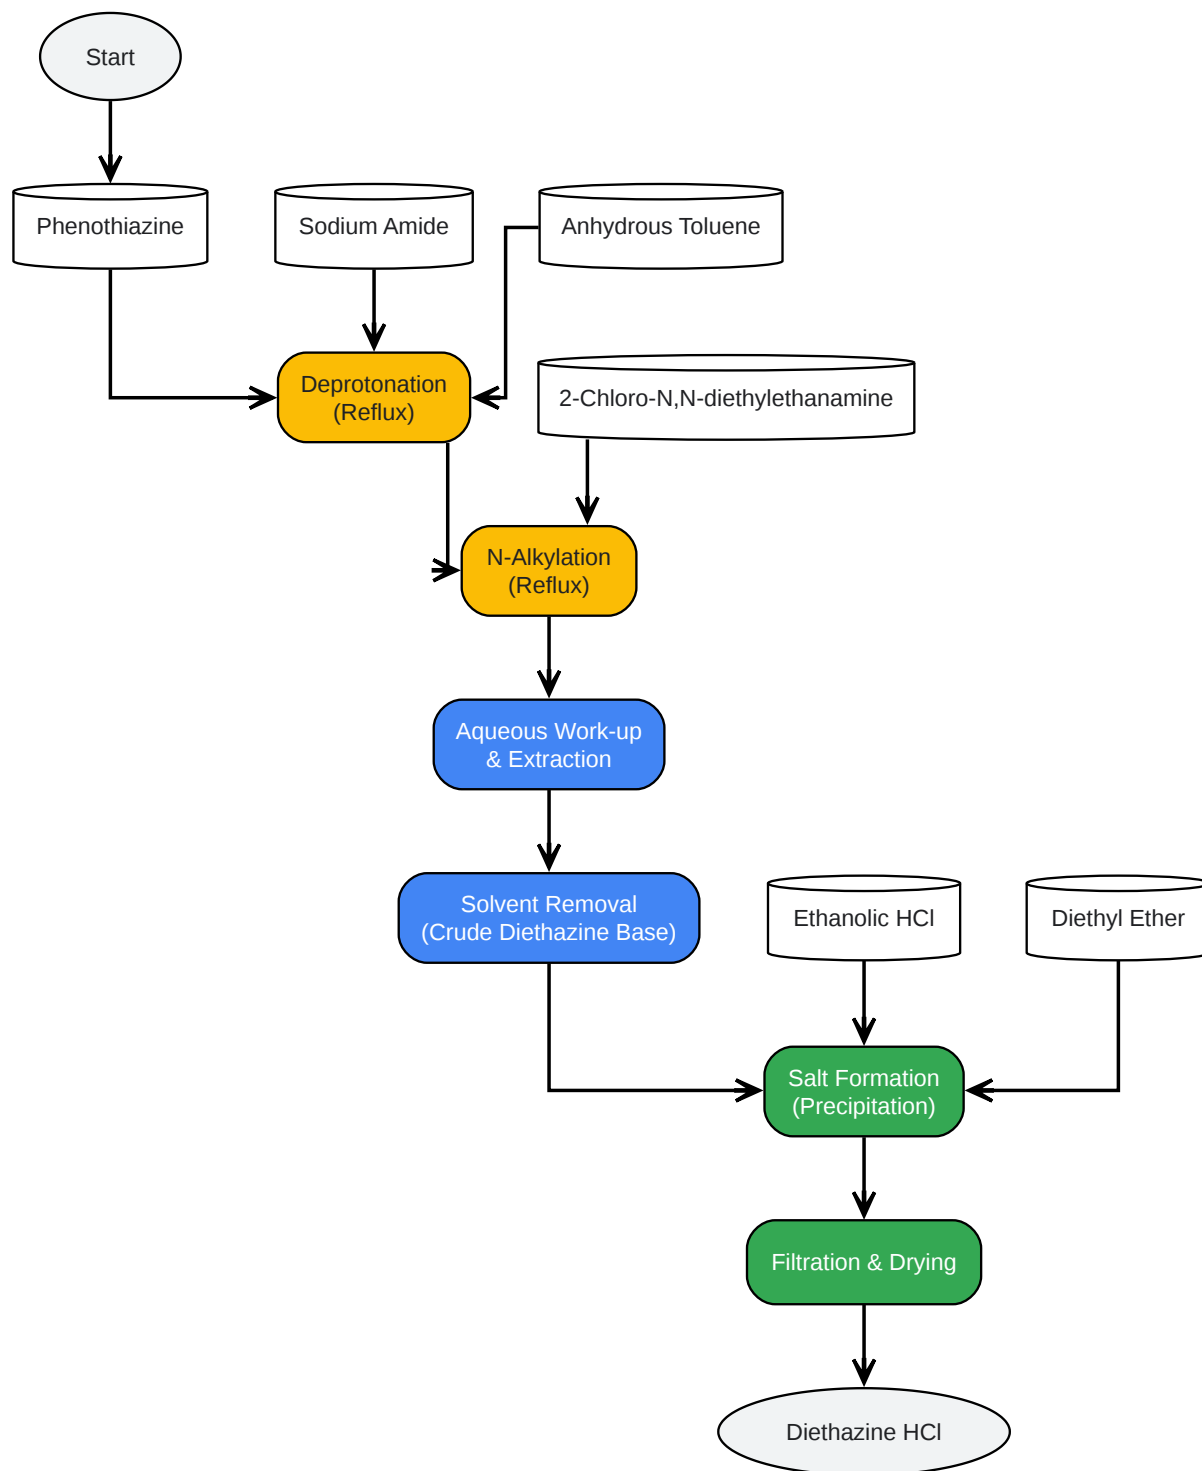 Start
Phenothiazine
Sodium Amide
Anhydrous Toluene
Deprotonation
(Reflux)
2-Chloro-N,N-diethylethanamine
N-Alkylation
(Reflux)
Aqueous Work-up
& Extraction
Solvent Removal
(Crude Diethazine Base)
Ethanolic HCl
Diethyl Ether
Salt Formation
(Precipitation)
Filtration & Drying
Diethazine HCl